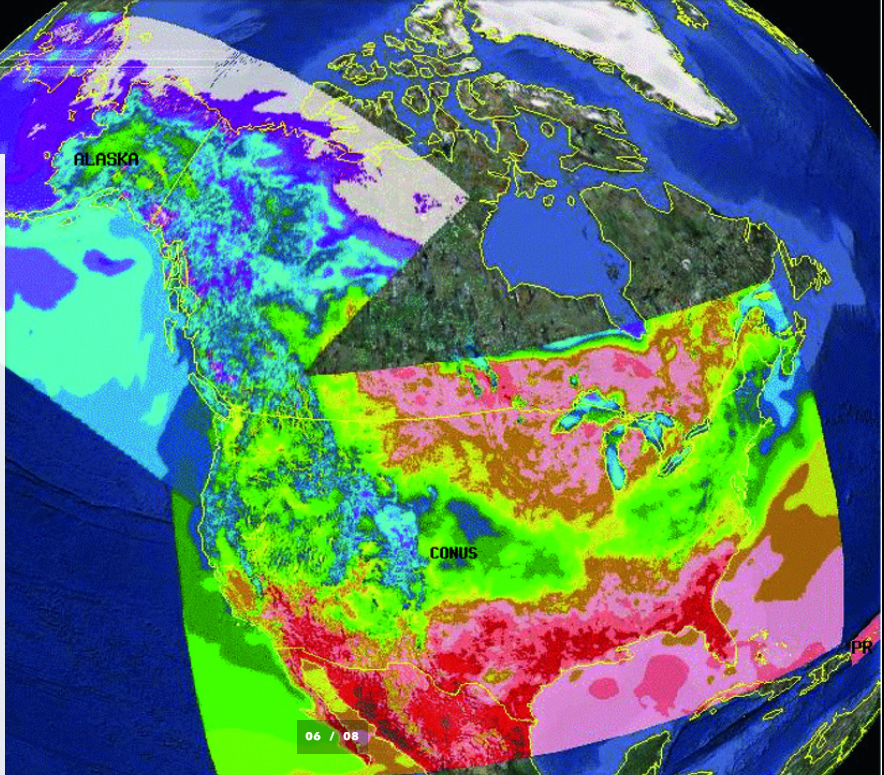 ALASKA
CONUS
PR
06 / 08